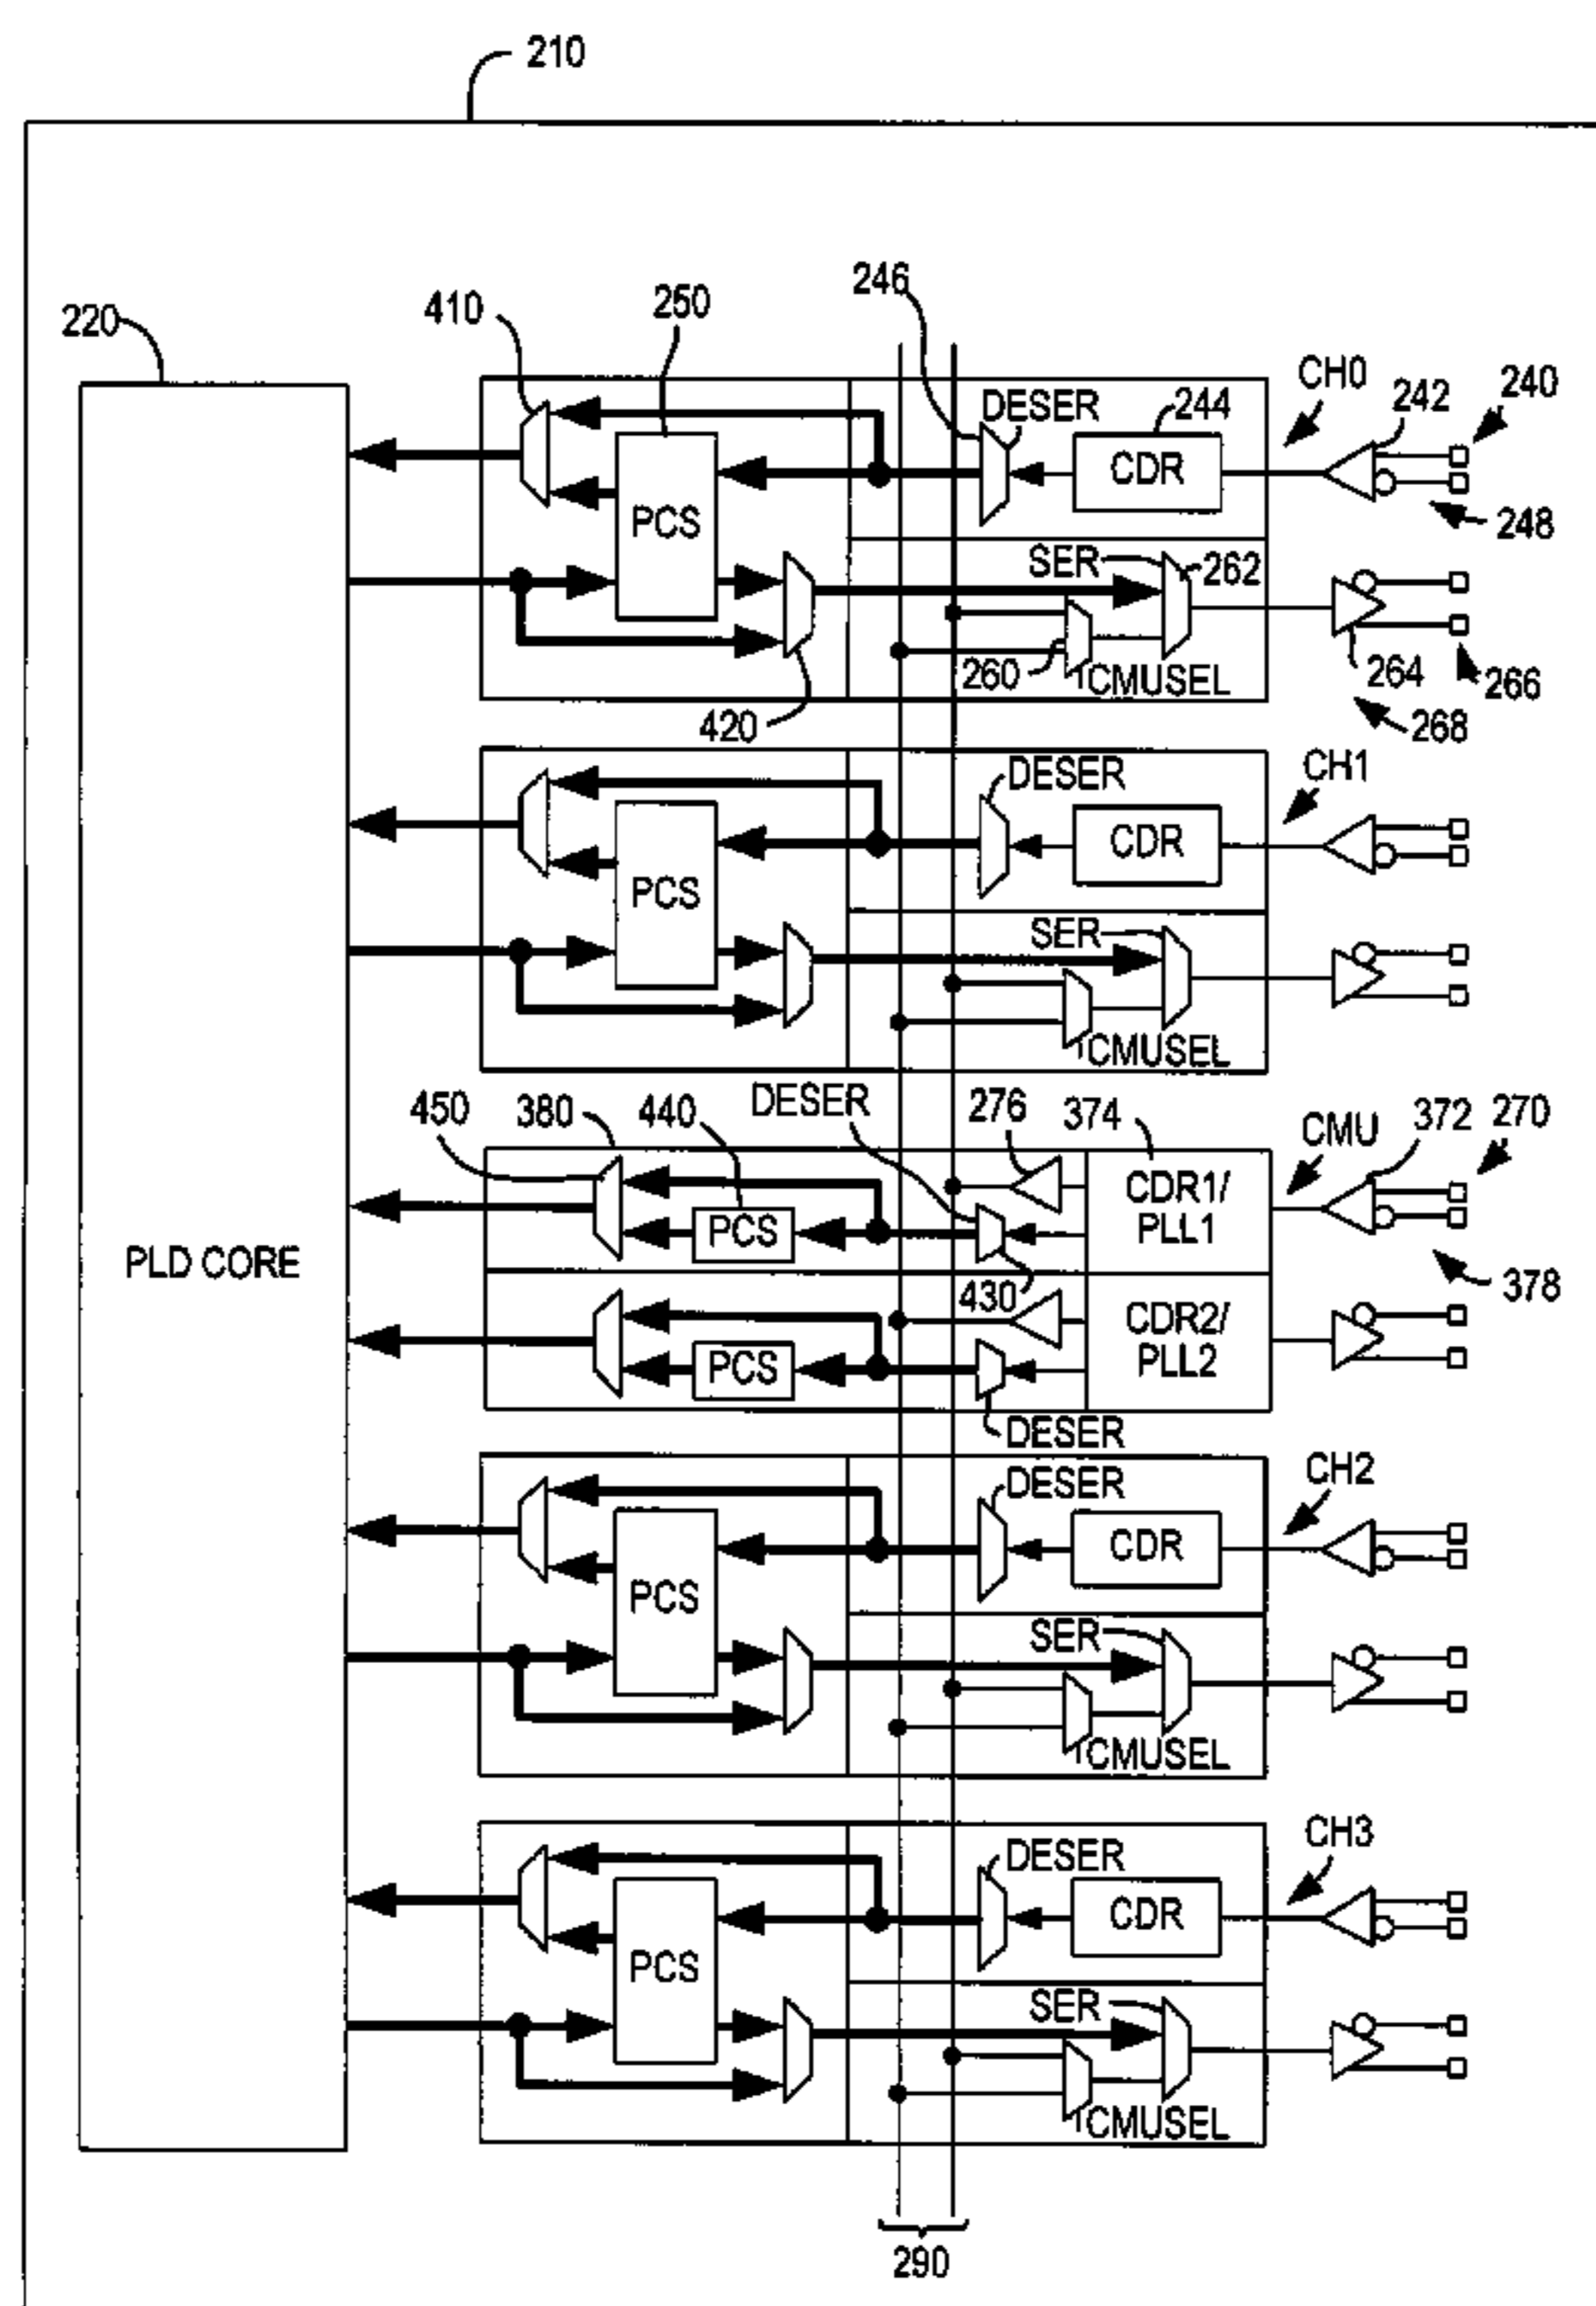 210
220
410
250
246
DESER
244
CDR
CH0
242
240
248
PCS
SER
262
260
CMUSEL
264
266
268
420
DESER
CH1
CDR
PCS
SER
CMUSEL
450
380
440
DESER
276
374
CMU
372
270
CDR1/
PLL1
PCS
430
378
PLD CORE
CDR2/
PLL2
PCS
DESER
DESER
CH2
CDR
PCS
SER
CMUSEL
DESER
CH3
CDR
PCS
SER
CMUSEL
290